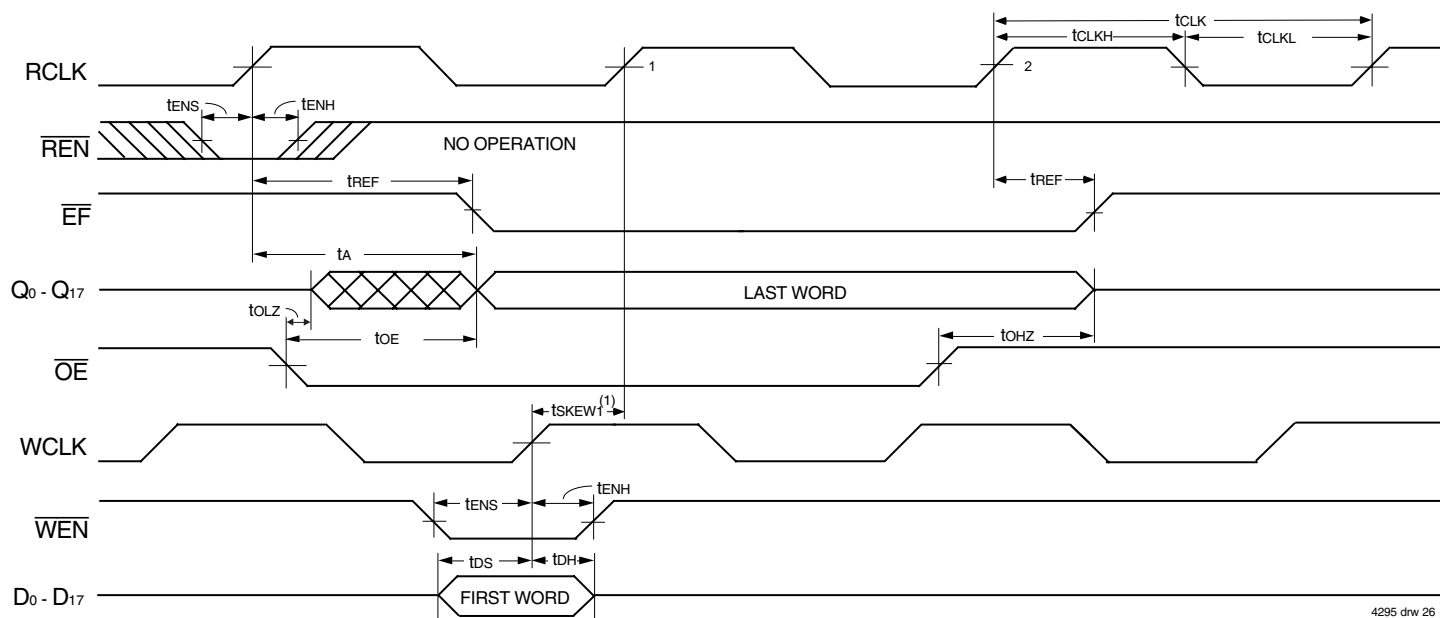 tCLK
tCLKH tCLKL
RCLK 1 2
tENS tENH
REN NO OPERATION
tREF tREF
EF
tA
Q0 - Q17 LAST WORD
tOLZ
tOE tOHZ
OE
tSKEW1(1)
WCLK
tENS tENH
WEN
tDS tDH
D0 - D17 FIRST WORD
4295 drw 26